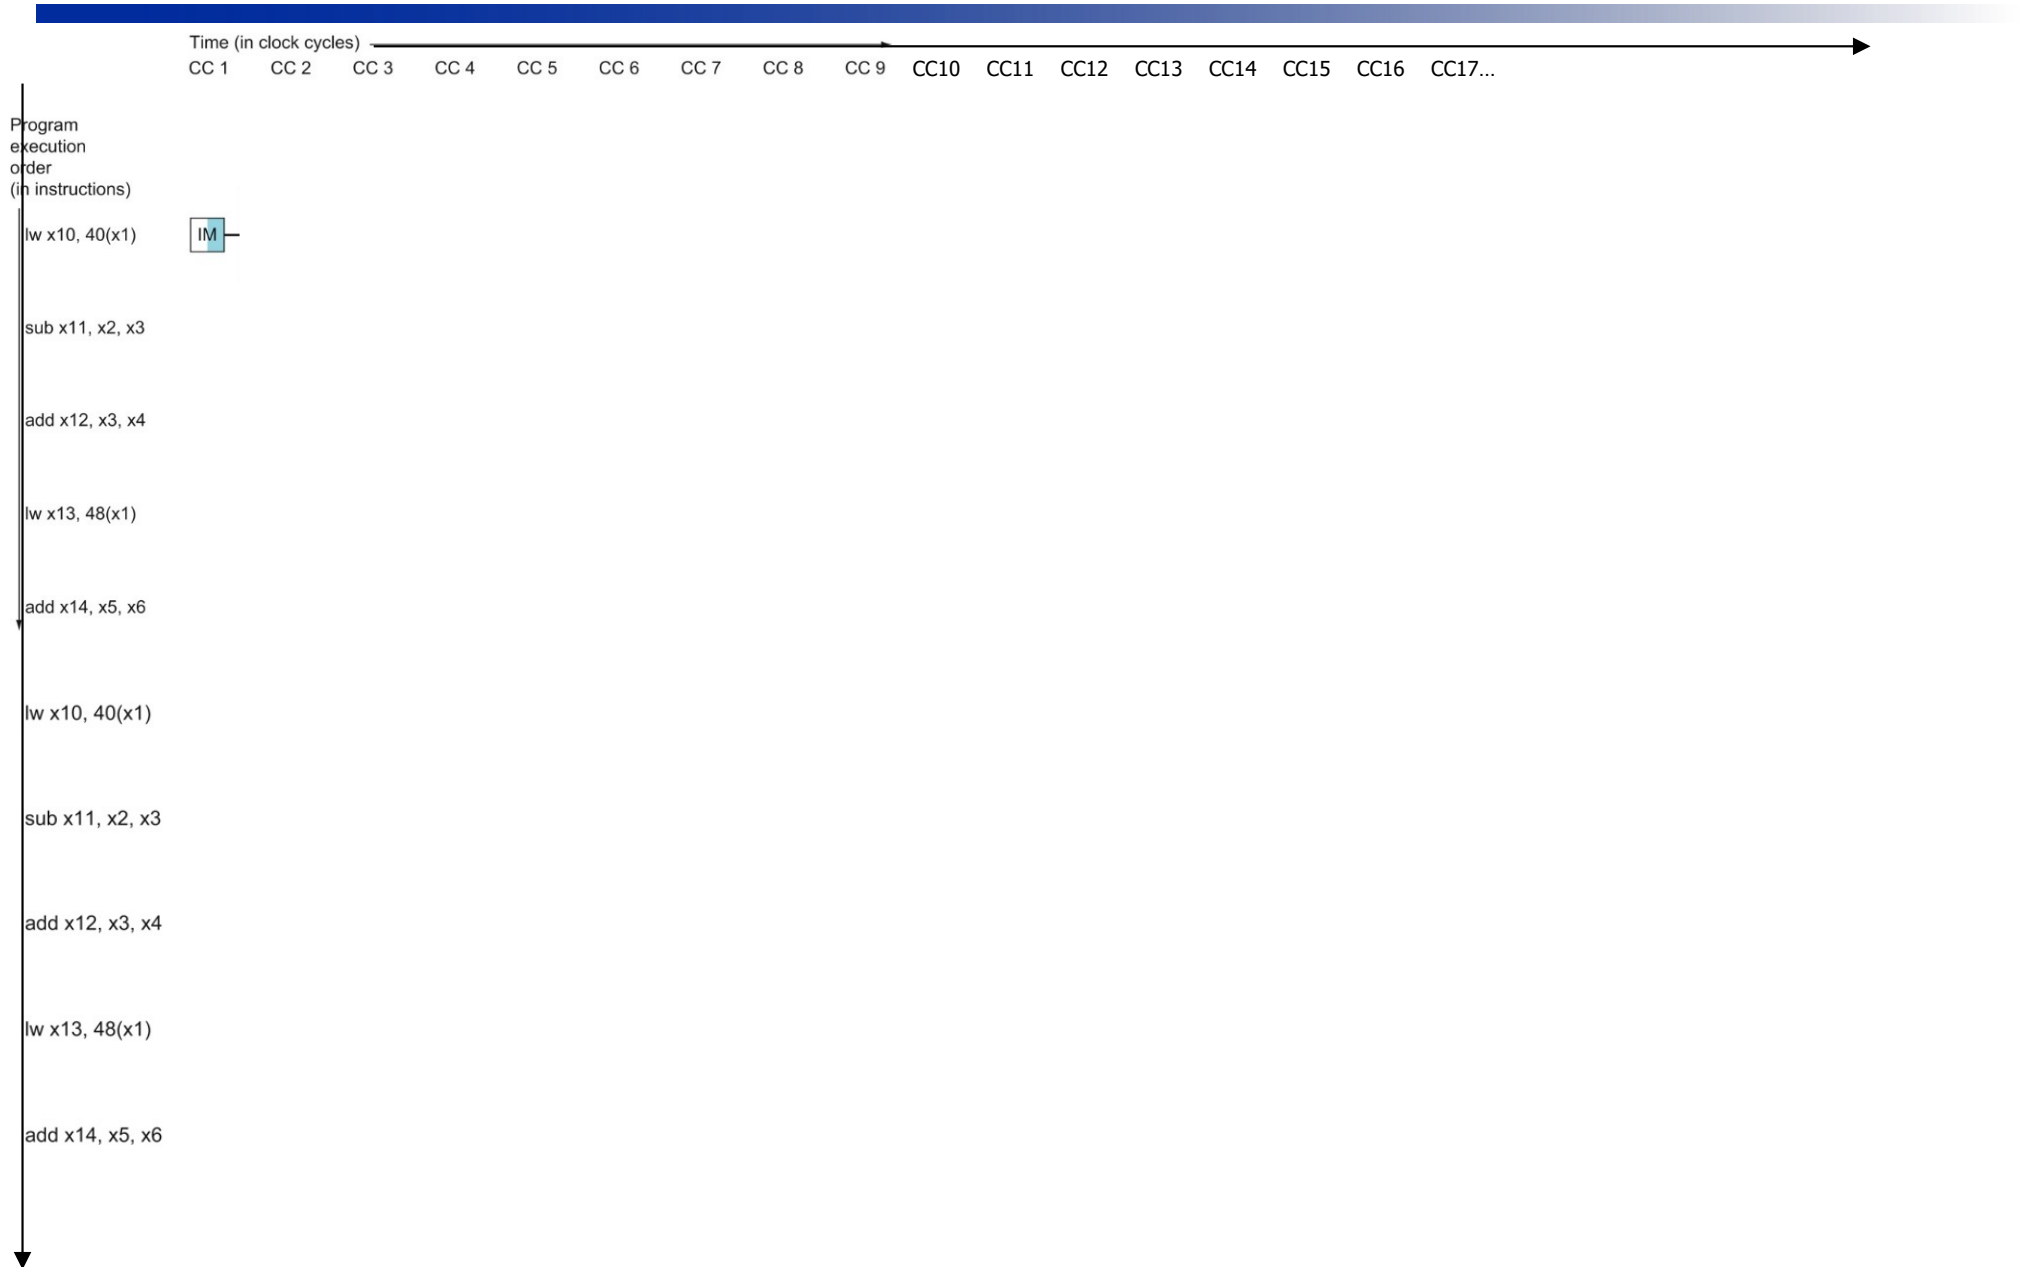 Time (in clock cycles)
CC 1 CC 2 CC 3 CC 4 CC 5 CC 6 CC 7 CC 8 CC 9 CC10 CC11 CC12 CC13 CC14 CC15 CC16 CC17...
Program
execution
order
(in instructions)
lw x10, 40(x1) IM
sub x11, x2, x3
add x12, x3, x4
lw x13, 48(x1)
add x14, x5, x6
lw x10, 40(x1)
sub x11, x2, x3
add x12, x3, x4
lw x13, 48(x1)
add x14, x5, x6